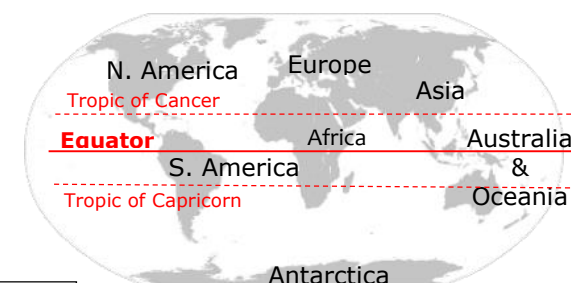 N. America
Europe
Asia
Tropic of Cancer
Equator
Africa
Australia
&
Oceania
S. America
Tropic of Capricorn
Antarctica